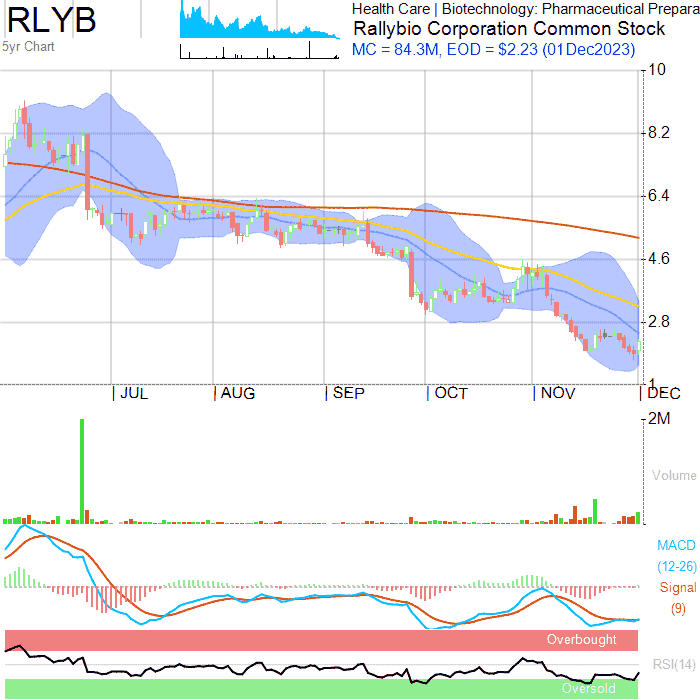 RLYB
5yr Chart
Health Care | Biotechnology: Pharmaceutical Prepara
Rallybio Corporation Common Stock
MC = 84.3M, EOD = $2.23 (01Dec2023)
10
8.2
6.4
4.6
2.8
1
JUL AUG SEP OCT NOV DEC
2M
Volume
MACD
(12-26)
Signal
(9)
Overbought
RSI(14)
Oversold